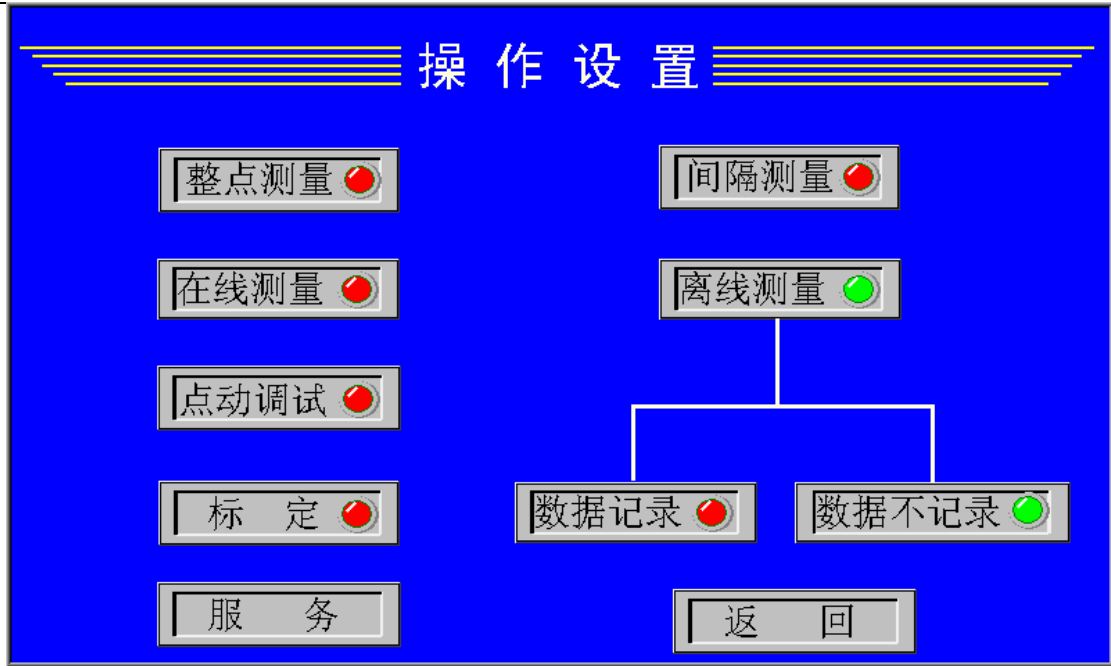 操作设置
整点测量
间隔测量
在线测量
离线测量
点动调试
标 定
数据记录
数据不记录
服 务
返 回